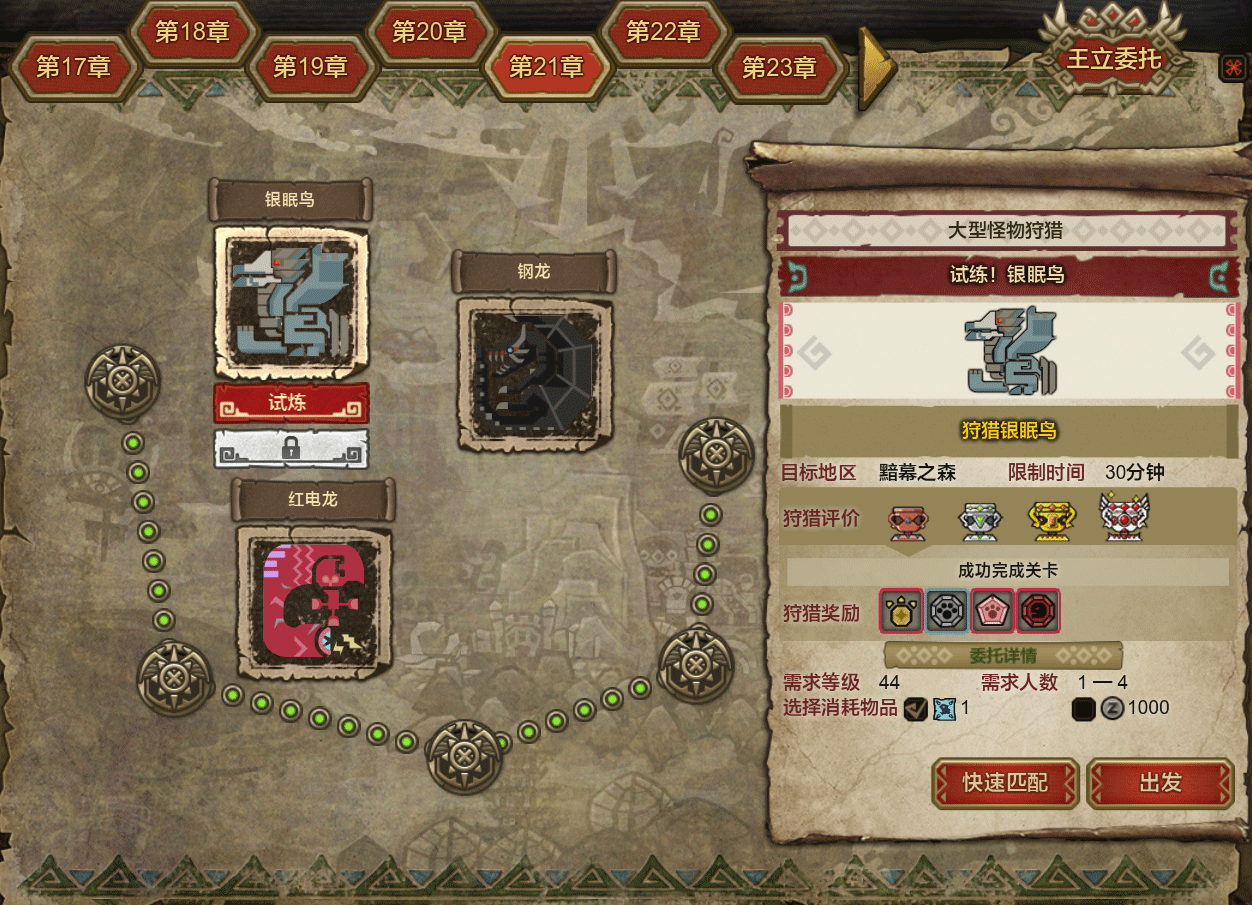 第17章
第18章
第19章
第20章
第21章
第22章
第23章
王立委托
银眠鸟
试炼
钢龙
红电龙
大型怪物狩猎
试练！银眠鸟
狩猎银眠鸟
目标地区 黯幕之森 限制时间 30分钟
狩猎评价
成功完成关卡
狩猎奖励
委托详情
需求等级 44 需求人数 1一4
选择消耗物品 1 Z 1000
快速匹配 出发